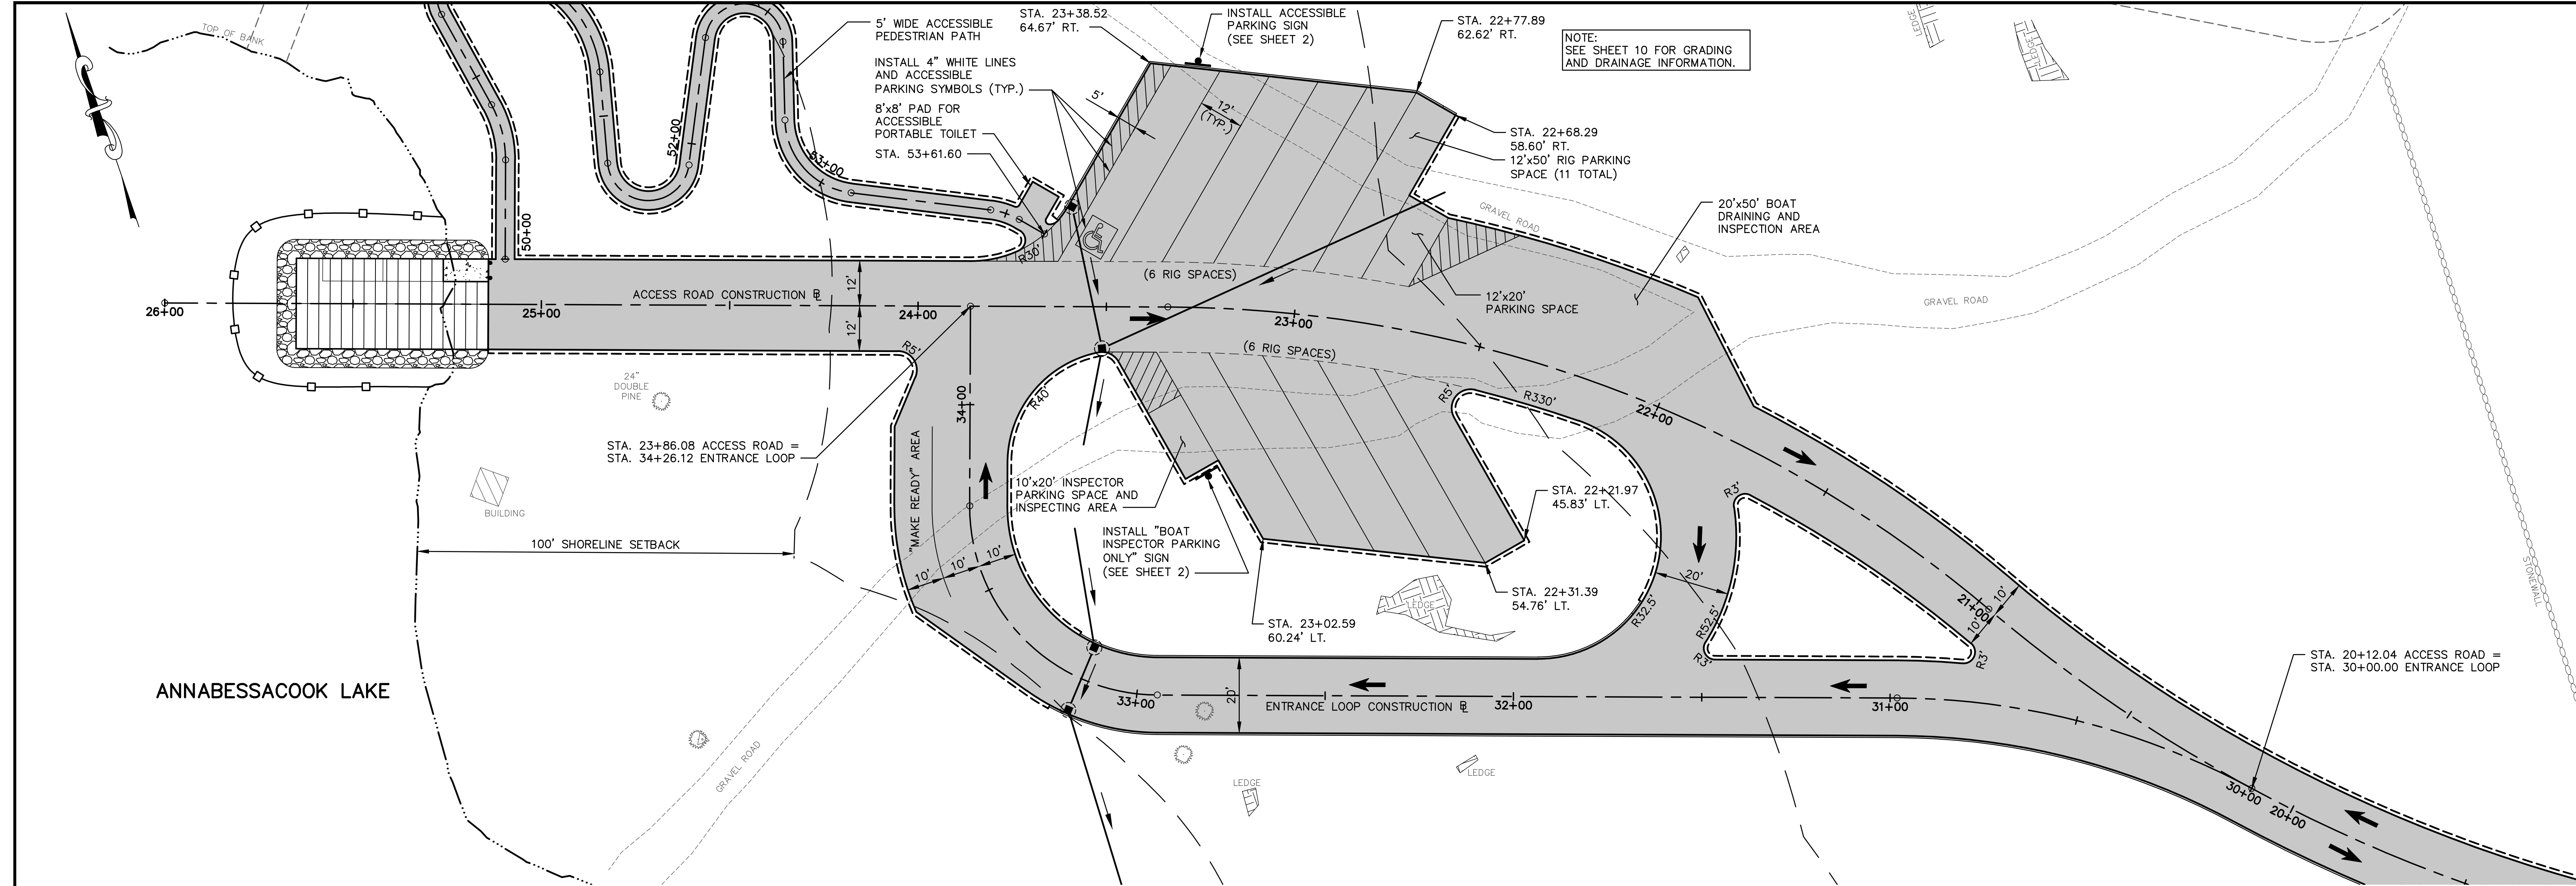 TOP OF BANK
5' WIDE ACCESSIBLE
PEDESTRIAN PATH
STA. 23+38.52
64.67' RT.
INSTALL ACCESSIBLE
PARKING SIGN
(SEE SHEET 2)
STA. 22+77.89
62.62' RT.
NOTE:
SEE SHEET 10 FOR GRADING
AND DRAINAGE INFORMATION.
LEDGE
LEDGE
INSTALL 4" WHITE LINES
AND ACCESSIBLE
PARKING SYMBOLS (TYP.)
8'x8' PAD FOR
ACCESSIBLE
PORTABLE TOILET
STA. 53+61.60
5'
12'
(TYP.)
STA. 22+68.29
58.60' RT.
12'x50' RIG PARKING
SPACE (11 TOTAL)
52+00
53+00
50+00
GRAVEL ROAD
20'x50' BOAT
DRAINING AND
INSPECTION AREA
R30'
(6 RIG SPACES)
12'x20'
PARKING SPACE
GRAVEL ROAD
26+00
25+00
ACCESS ROAD CONSTRUCTION BL
12'
12'
24+00
23+00
(6 RIG SPACES)
R5'
24"
DOUBLE
PINE
34+00
R40'
R5'
R330'
22+00
STA. 23+86.08 ACCESS ROAD =
STA. 34+26.12 ENTRANCE LOOP
"MAKE READY" AREA
BUILDING
10'x20' INSPECTOR
PARKING SPACE AND
INSPECTING AREA
STA. 22+21.97
45.83' LT.
R3'
100' SHORELINE SETBACK
INSTALL "BOAT
INSPECTOR PARKING
ONLY" SIGN
(SEE SHEET 2)
10'
10'
10'
20'
STA. 22+31.39
54.76' LT.
LEDGE
R32.5'
R52.5'
21+00
10'
10'
STONEWALL
STA. 23+02.59
60.24' LT.
R3'
R3'
STA. 20+12.04 ACCESS ROAD =
STA. 30+00.00 ENTRANCE LOOP
ANNABESSACOOK LAKE
33+00
20'
ENTRANCE LOOP CONSTRUCTION BL
32+00
31+00
GRAVEL ROAD
LEDGE
LEDGE
30+00
20+00